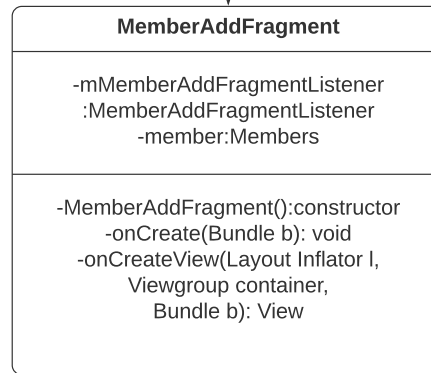 MemberAddFragment
-mMemberAddFragmentListener
:MemberAddFragmentListener
-member:Members
-MemberAddFragment():constructor
-onCreate(Bundle b): void
-onCreateView(Layout Inflator l,
Viewgroup container,
Bundle b): View